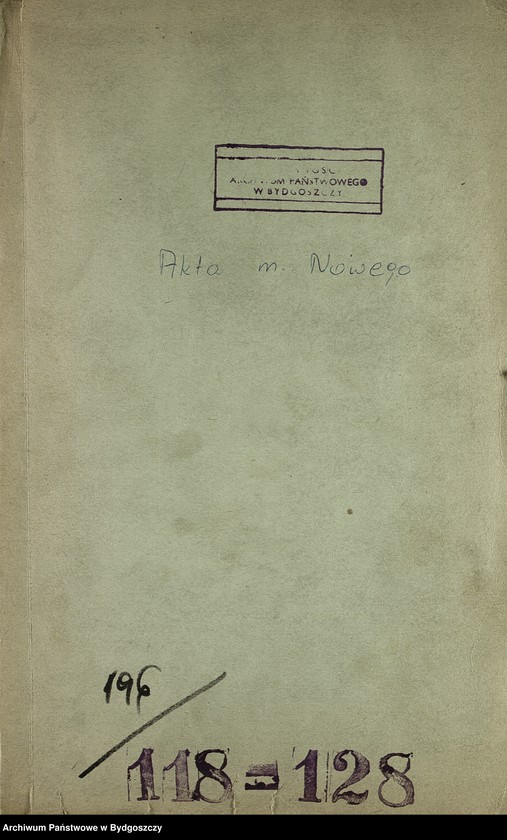 PAŃSTWOWEGO
W BYDGOSZCZY
Akta m. Nowego
196
118=128
Archiwum Państwowe w Bydgoszczy